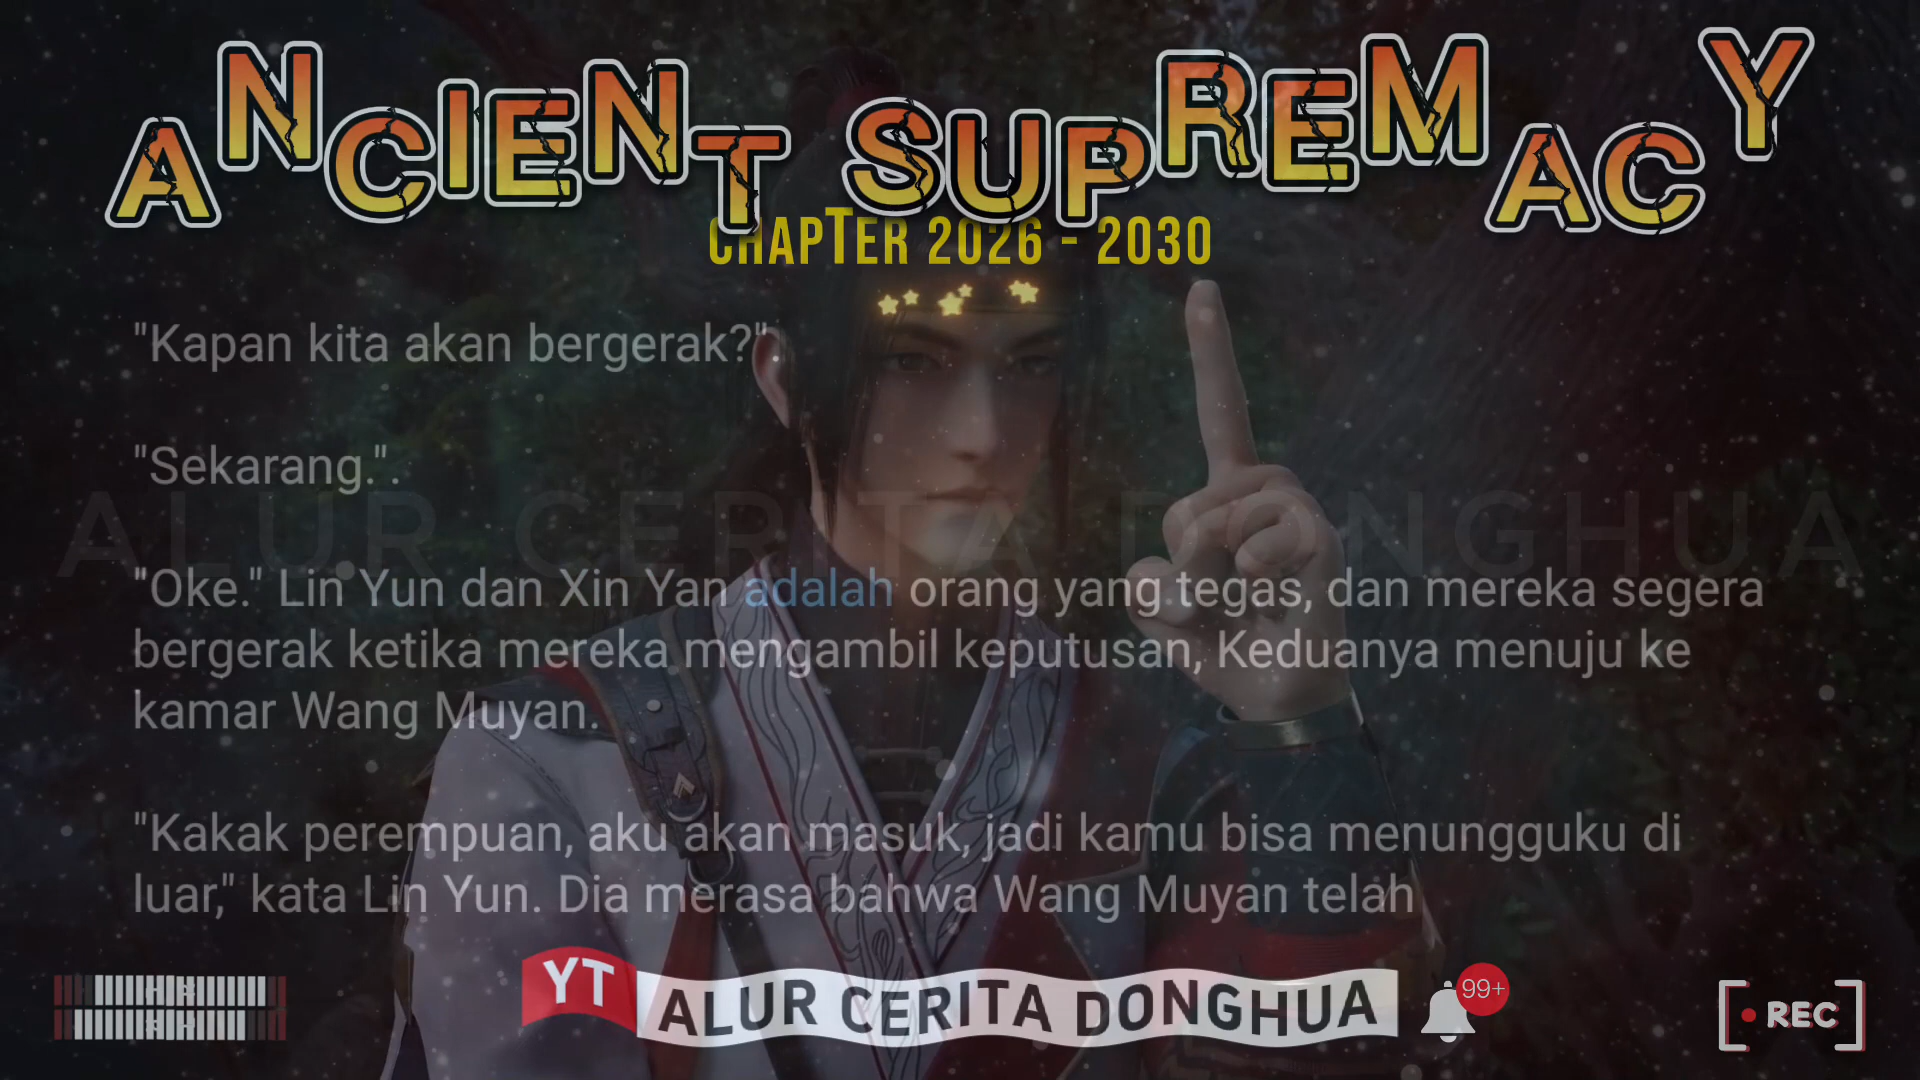 ANCIENT SUPREMACY
CHAPTER 2026 - 2030
"Kapan kita akan bergerak?".
"Sekarang.".
ALUR CERITA DONGHUA
"Oke." Lin Yun dan Xin Yan adalah orang yang tegas, dan mereka segera
bergerak ketika mereka mengambil keputusan, Keduanya menuju ke
kamar Wang Muyan.
"Kakak perempuan, aku akan masuk, jadi kamu bisa menungguku di
luar," kata Lin Yun. Dia merasa bahwa Wang Muyan telah
YT ALUR CERITA DONGHUA
99+
REC